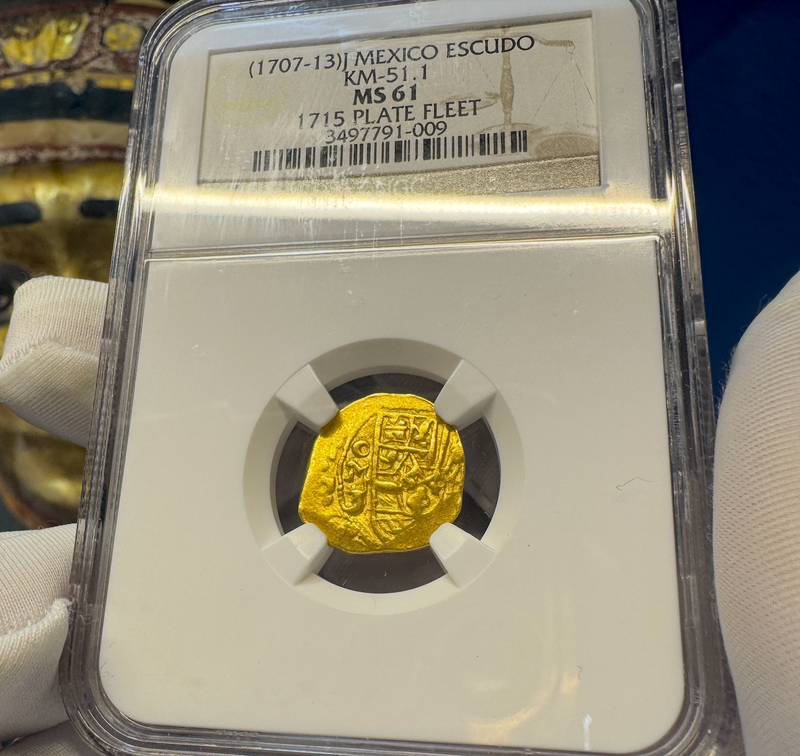 (1707-13)J MEXICO ESCUDO
KM-51.1
MS 61
1715 PLATE FLEET
3497791-009